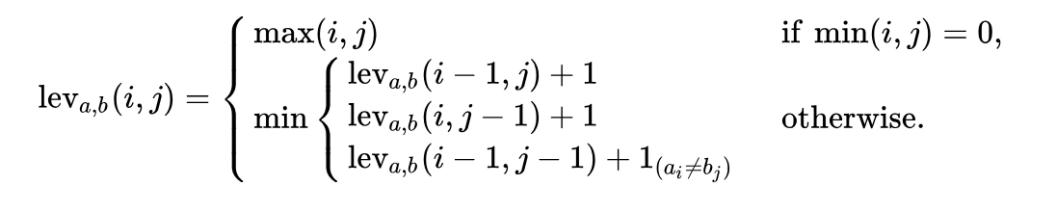 max(i, j) if min(i, j) = 0,
lev_{a,b}(i − 1, j) + 1
lev_{a,b}(i, j) = { min { lev_{a,b}(i, j − 1) + 1 otherwise.
lev_{a,b}(i − 1, j − 1) + 1_{(a_i≠b_j)}